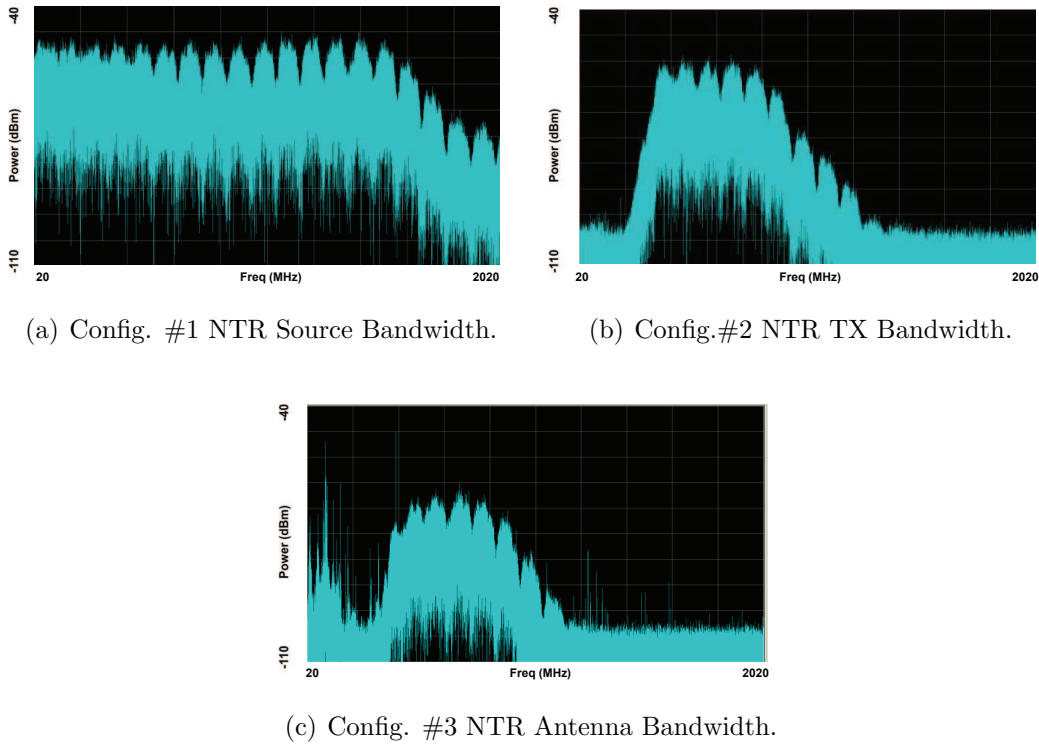 -40
Power (dBm)
-110
20
Freq (MHz)
2020
(a) Config. #1 NTR Source Bandwidth.
-40
Power (dBm)
-110
20
Freq (MHz)
2020
(b) Config.#2 NTR TX Bandwidth.
-40
Power (dBm)
-110
20
Freq (MHz)
2020
(c) Config. #3 NTR Antenna Bandwidth.